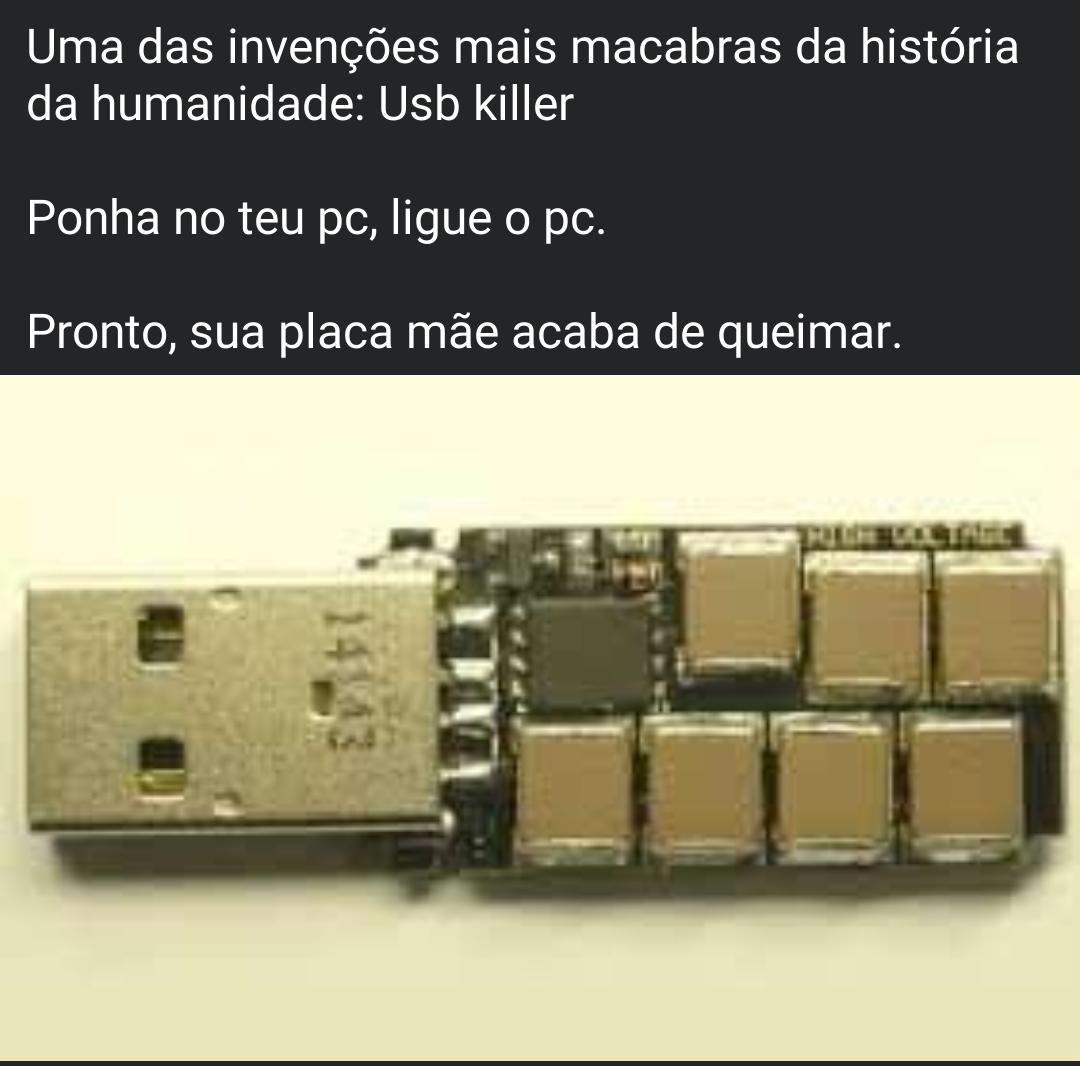 Uma das invenções mais macabras da história
da humanidade: Usb killer
Ponha no teu pc, ligue o pc.
Pronto, sua placa mãe acaba de queimar.
HIGH VOLTAGE